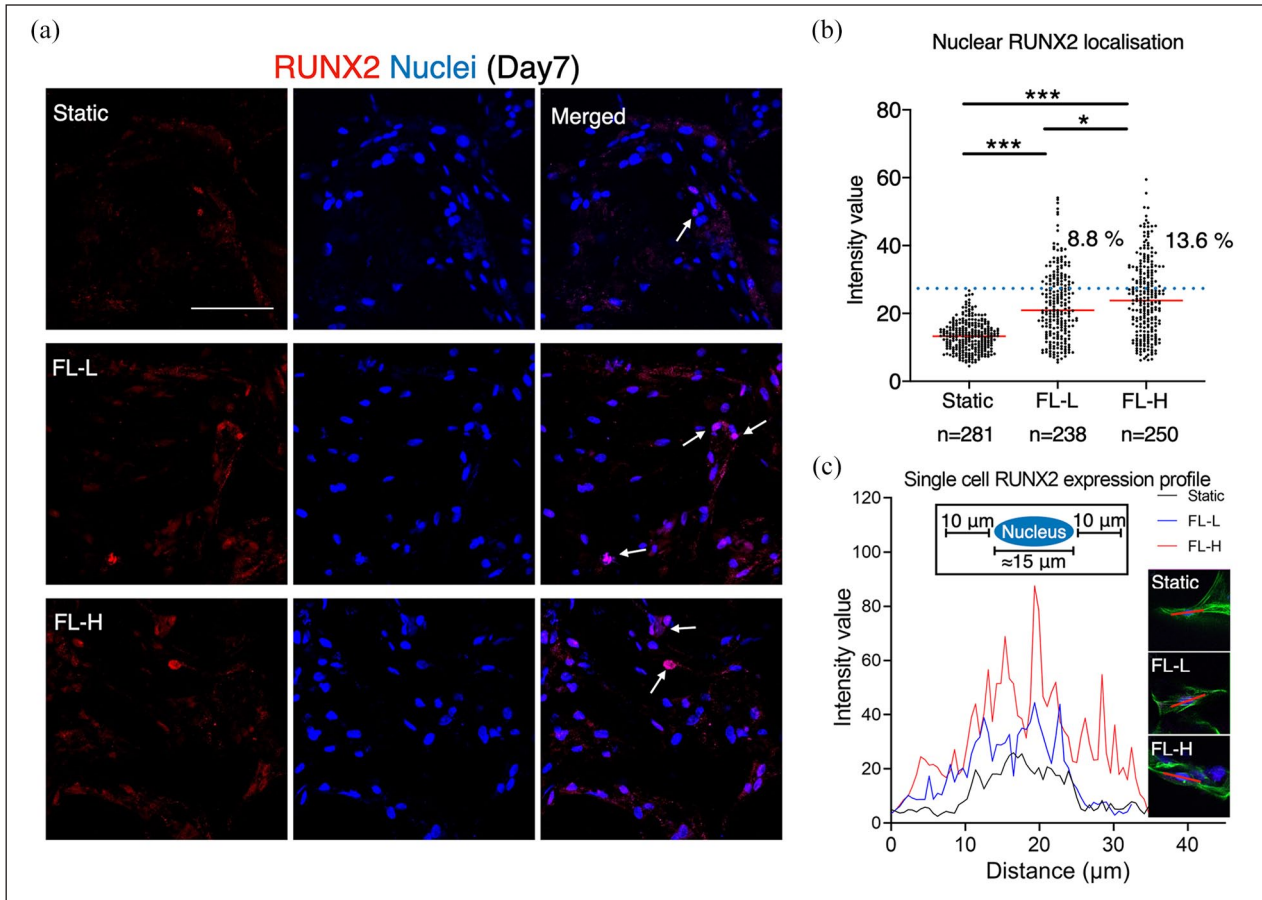 (a)
RUNX2 Nuclei (Day7)
Static
Merged
FL-L
FL-H
(b)
Nuclear RUNX2 localisation
Intensity value
80
60
40
20
0
***
*
***
8.8 %
13.6 %
Static FL-L FL-H
n=281 n=238 n=250
(c)
Single cell RUNX2 expression profile
Intensity value
120
100
80
60
40
20
0
Static
FL-L
FL-H
10 µm Nucleus 10 µm
≈15 µm
Static
FL-L
FL-H
0 10 20 30 40
Distance (µm)